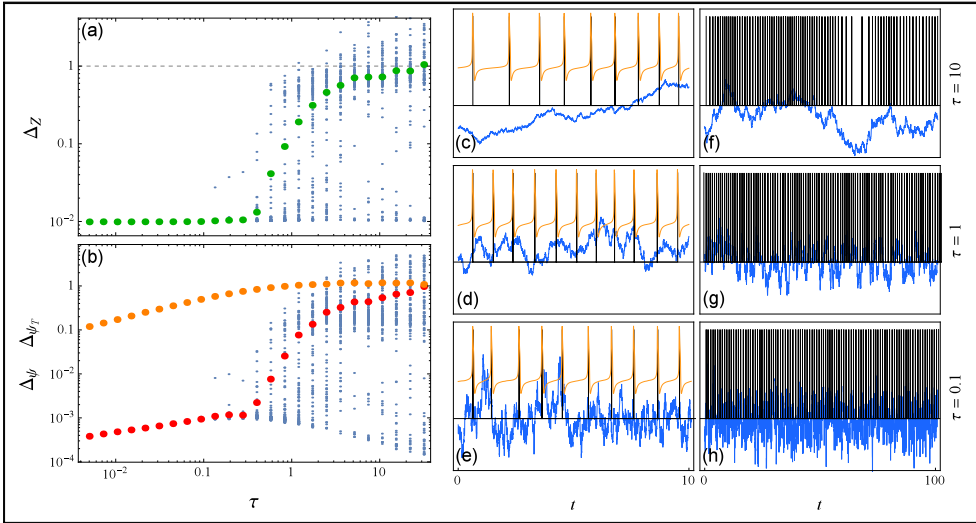 (a)
1
0.1
10⁻²
Δ_Z
(b)
10
1
0.1
10⁻²
10⁻³
10⁻⁴
Δ_ψ Δ_ψ_T
10⁻² 0.1 1 10
τ
(c)
(f)
τ = 10
(d)
(g)
τ = 1
(e)
(h)
τ = 0.1
0 10
t
0 100
t